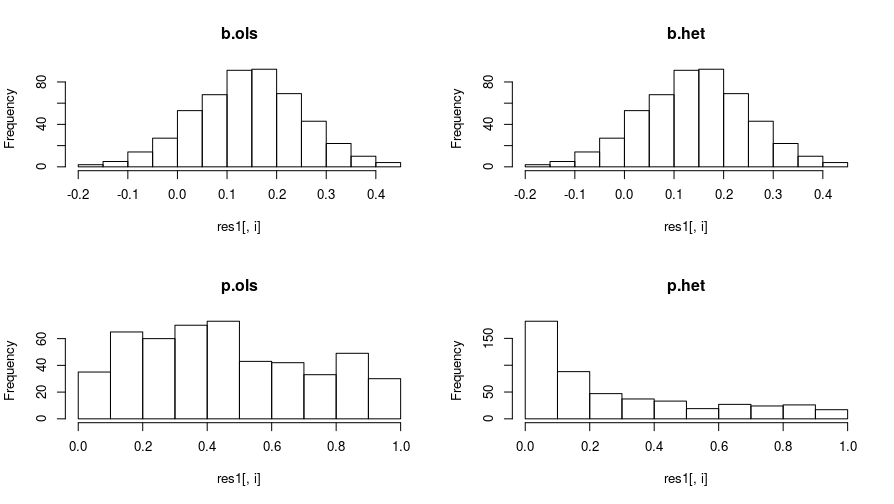 b.ols
Frequency
0 40 80
-0.2 -0.1 0.0 0.1 0.2 0.3 0.4
res1[, i]
b.het
Frequency
0 40 80
-0.2 -0.1 0.0 0.1 0.2 0.3 0.4
res1[, i]
p.ols
Frequency
0 20 40 60
0.0 0.2 0.4 0.6 0.8 1.0
res1[, i]
p.het
Frequency
0 50 150
0.0 0.2 0.4 0.6 0.8 1.0
res1[, i]